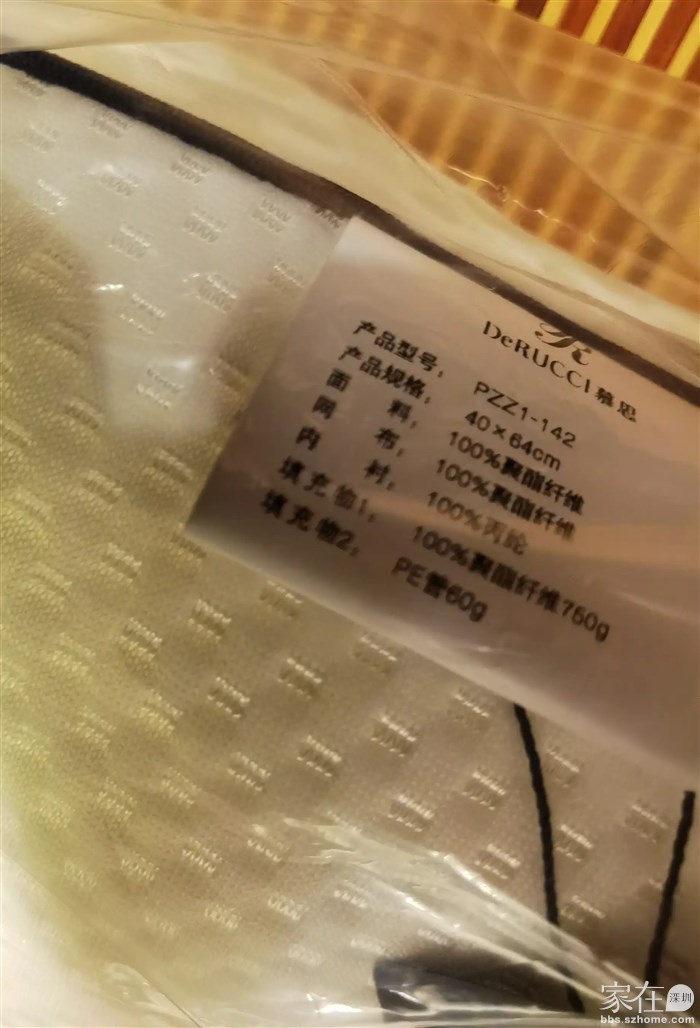 DeRUCCI 慕思
产品型号: PZZ1-142
产品规格: 40×64cm
面料: 100%聚酯纤维
网布: 100%聚酯纤维
内衬: 100%丙纶
填充物1: 100%聚酯纤维750g
填充物2: PE管60g
家在 深圳
bbs.szhome.com